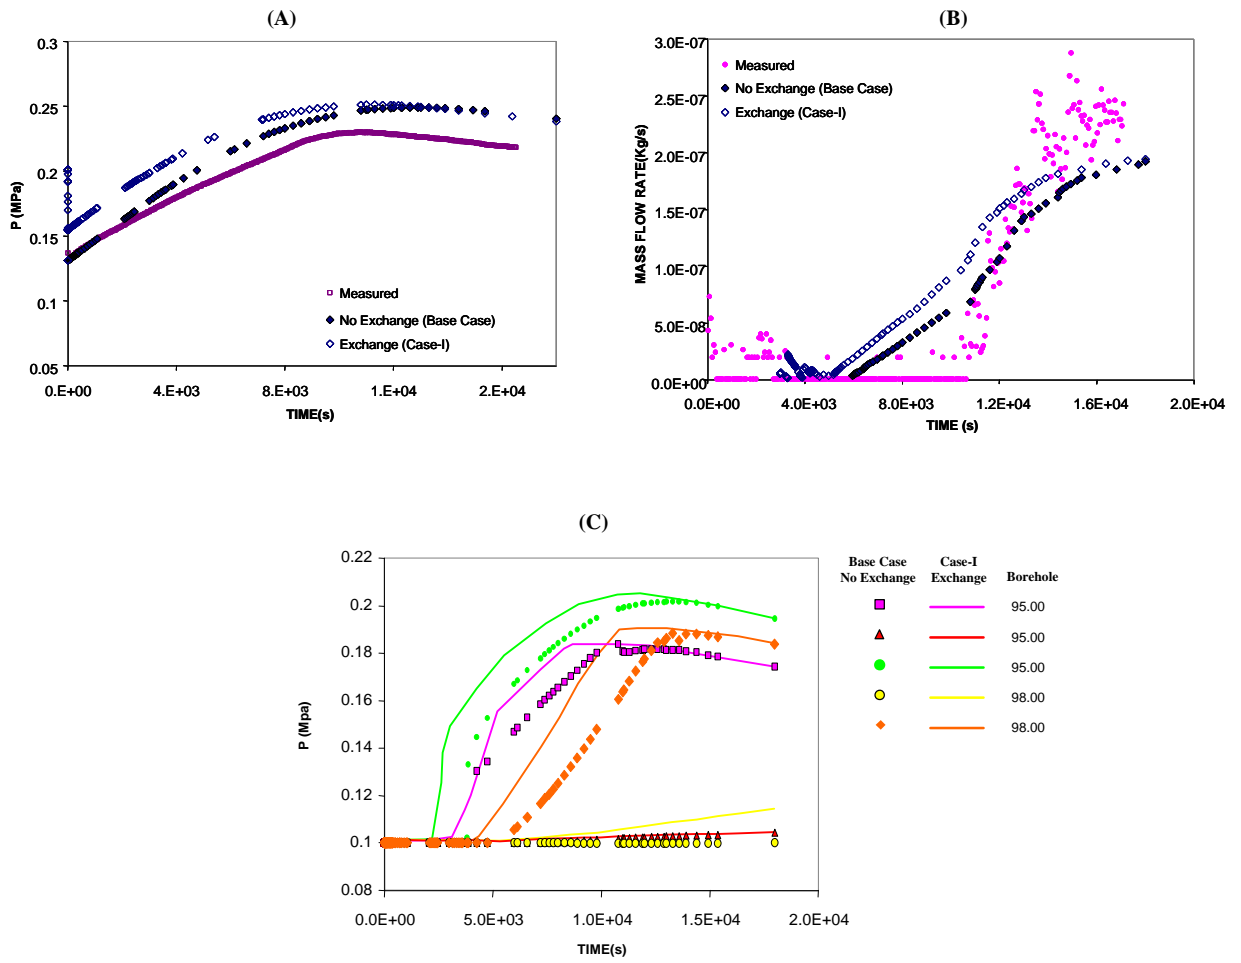 (A)
0.3
0.25
0.2
0.15
0.1
0.05
P (MPa)
Measured
No Exchange (Base Case)
Exchange (Case-I)
0.E+00
4.E+03
8.E+03
1.E+04
2.E+04
TIME(s)
(B)
3.0E-07
2.5E-07
2.0E-07
1.5E-07
1.0E-07
5.0E-08
0.0E+00
MASS FLOW RATE(Kg/s)
Measured
No Exchange (Base Case)
Exchange (Case-I)
0.0E+00
4.0E+03
8.0E+03
1.2E+04
1.6E+04
2.0E+04
TIME (s)
(C)
0.22
0.2
0.18
0.16
0.14
0.12
0.1
0.08
P (Mpa)
0.0E+00
5.0E+03
1.0E+04
1.5E+04
2.0E+04
TIME(s)
Base Case
No Exchange
Case-I
Exchange
Borehole
95.00
95.00
95.00
98.00
98.00